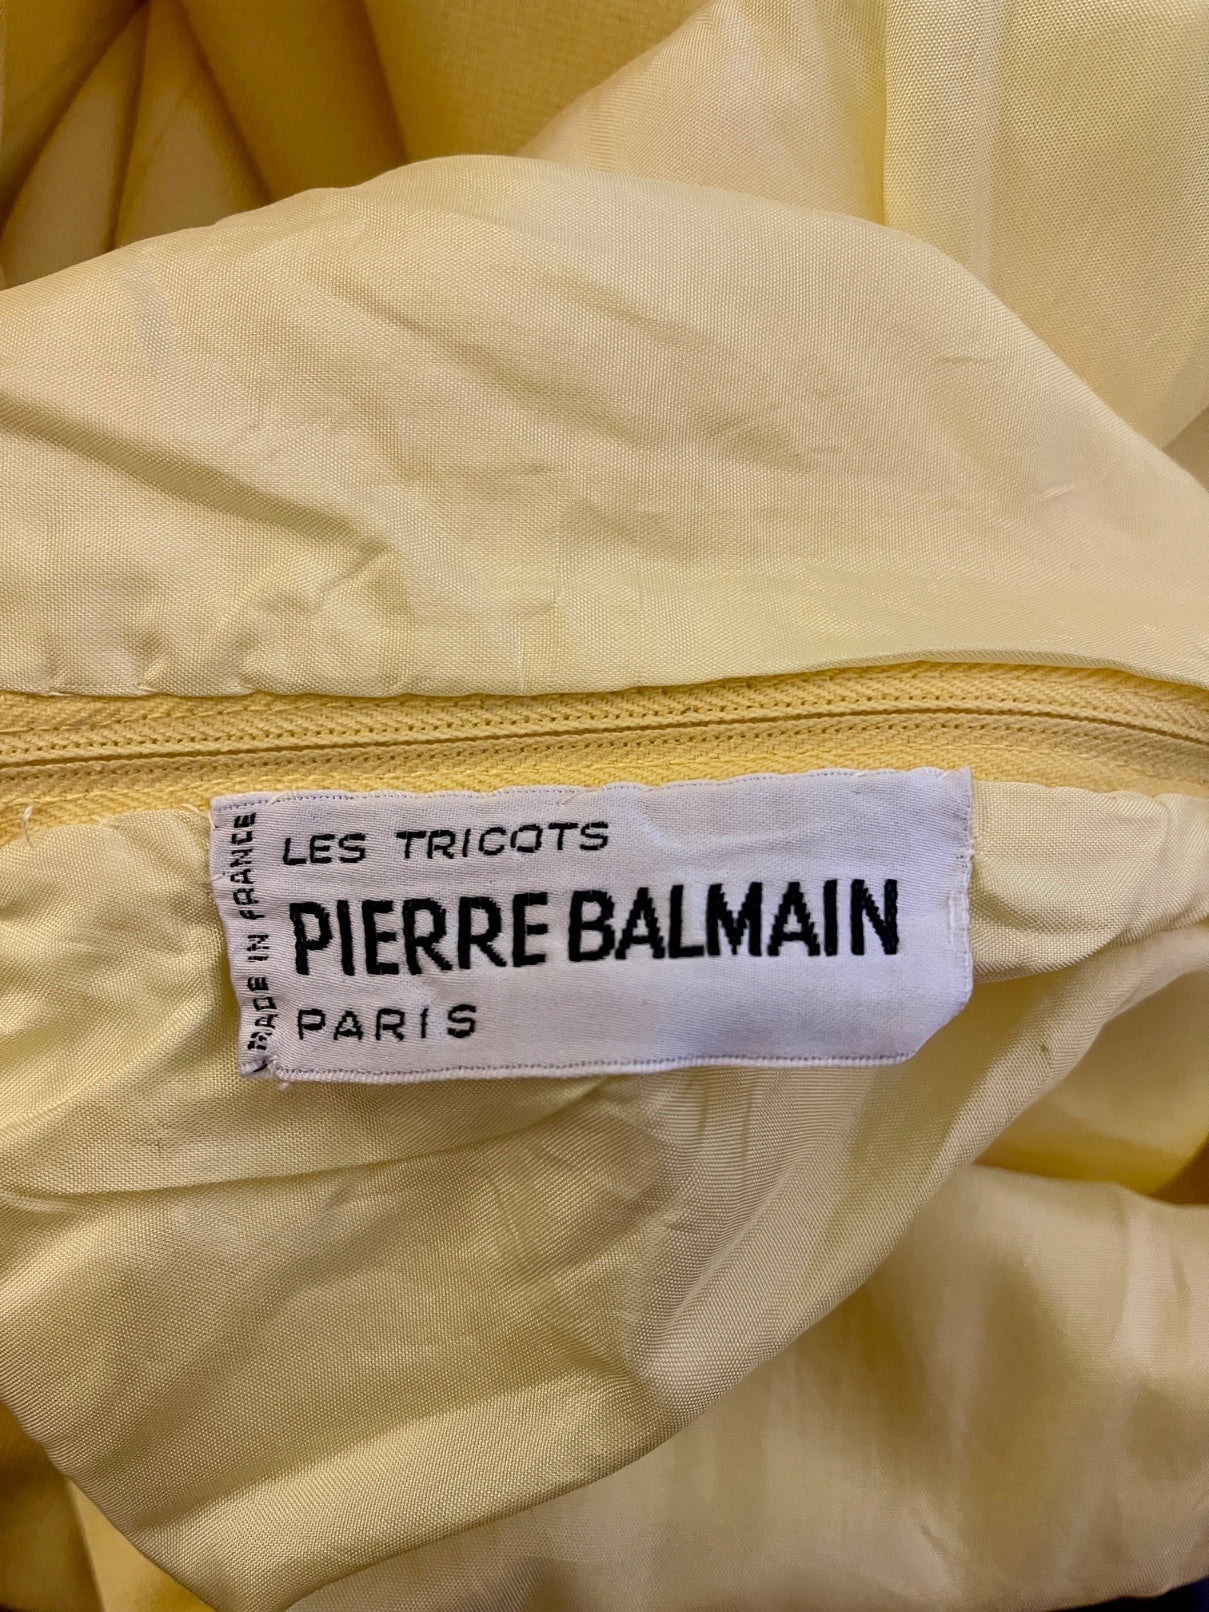 LES TRICOTS
PIERRE BALMAIN
PARIS
MADE IN FRANCE